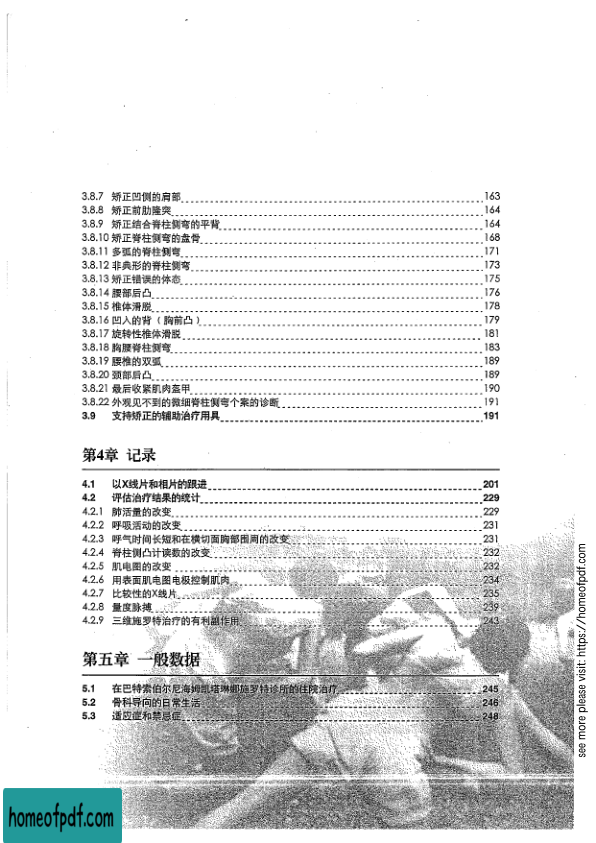 3.8.7 矫正凹侧的肩部 163
3.8.8 矫正前肋隆突 164
3.8.9 矫正结合脊柱侧弯的平背 164
3.8.10 矫正脊柱侧弯的盘骨 168
3.8.11 多弧的脊柱侧弯 171
3.8.12 非典形的脊柱侧弯 173
3.8.13 矫正错误的体态 175
3.8.14 腰部后凸 176
3.8.15 椎体滑脱 178
3.8.16 凹入的背（胸前凸） 179
3.8.17 旋转性椎体滑脱 181
3.8.18 胸腰脊柱侧弯 183
3.8.19 腰椎的双弧 189
3.8.20 颈部后凸 189
3.8.21 最后收紧肌肉盔甲 190
3.8.22 外观见不到的微细脊柱侧弯个案的诊断 191
3.9 支持矫正的辅助治疗用具 191
第4章 记录
4.1 以X线片和相片的跟进 201
4.2 评估治疗结果的统计 229
4.2.1 肺活量的改变 229
4.2.2 呼吸活动的改变 231
4.2.3 呼气时间长短和在横切面胸部围周的改变 231
4.2.4 脊柱侧凸计读数的改变 232
4.2.5 肌电图的改变 232
4.2.6 用表面肌电图电极控制肌肉 234
4.2.7 比较性的X线片 235
4.2.8 量度脉搏 239
4.2.9 三维施罗特治疗的有利副作用 243
第五章 一般数据
5.1 在巴特索伯尔尼海姆凯塔琳娜施罗特诊所的住院治疗 245
5.2 骨科导向的日常生活 246
5.3 适应症和禁忌症 248
see more please visit: https://homeofpdf.com
homeofpdf.com